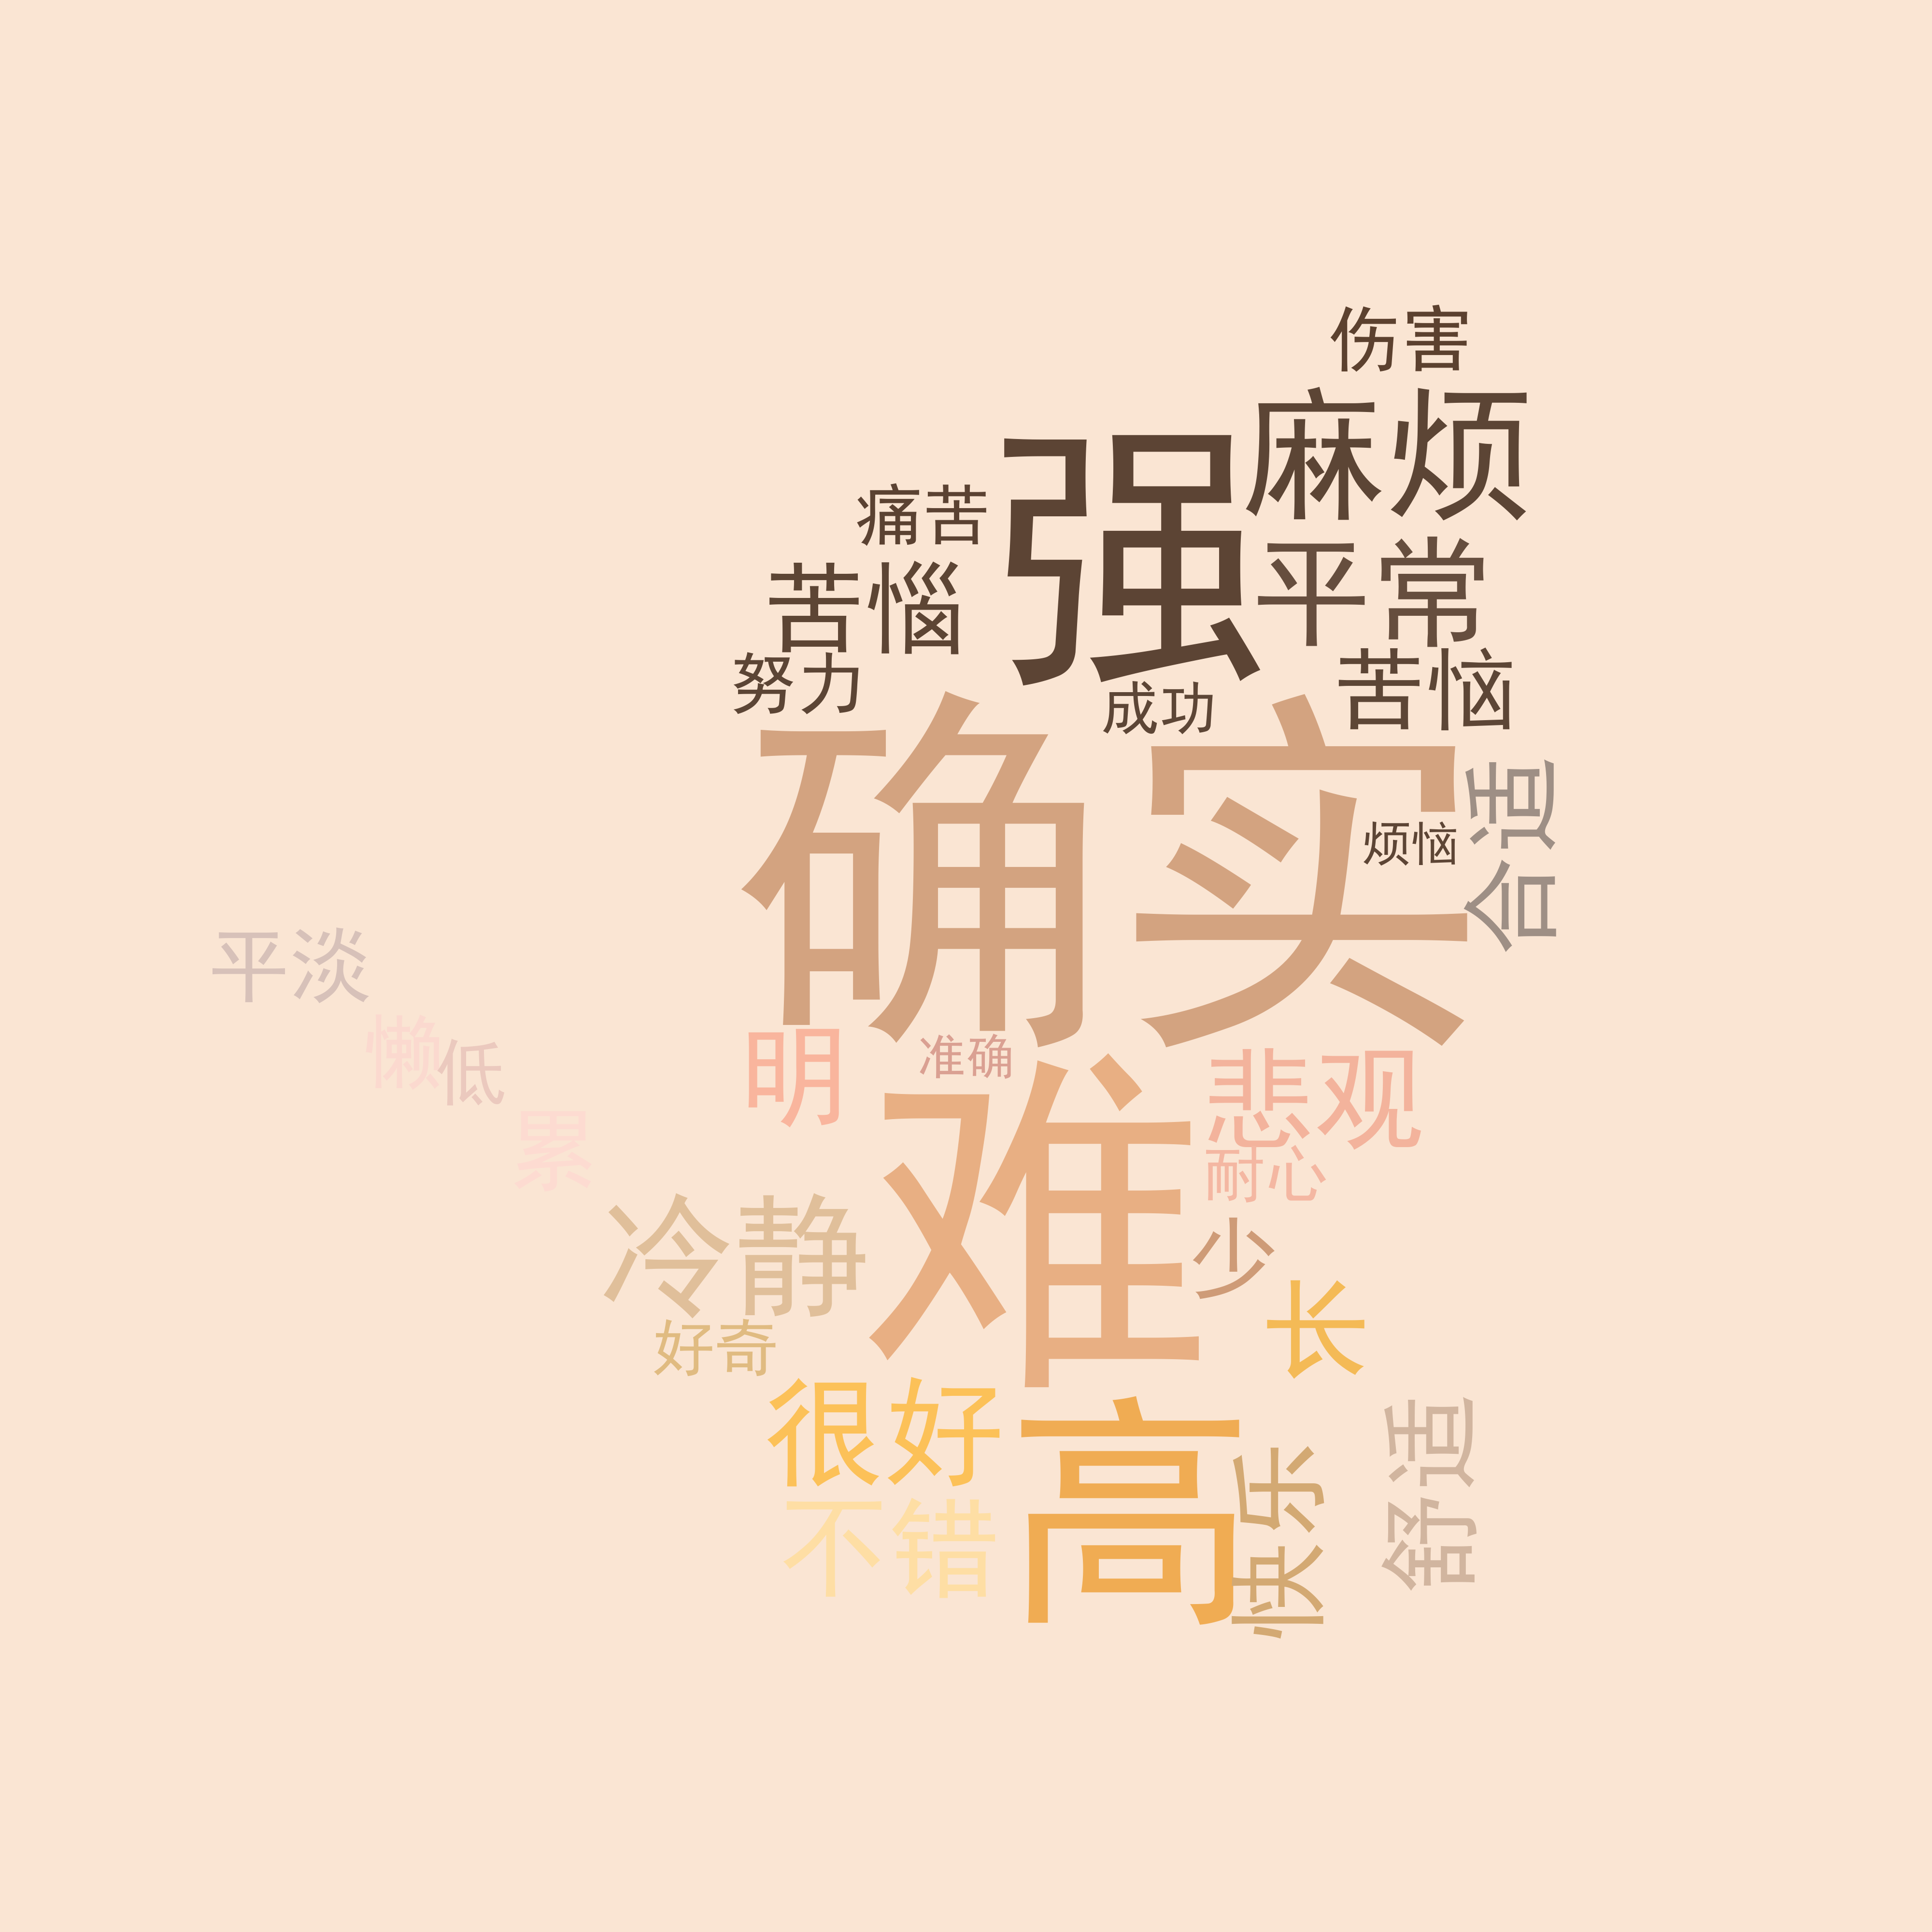 伤害
麻烦
强
痛苦
平常
苦恼
努力
苦恼
成功
确实
合适
烦恼
平淡
懒
低
明
准确
悲观
难
累
耐心
冷静
少
好奇
长
很好
高
舒适
快乐
不错